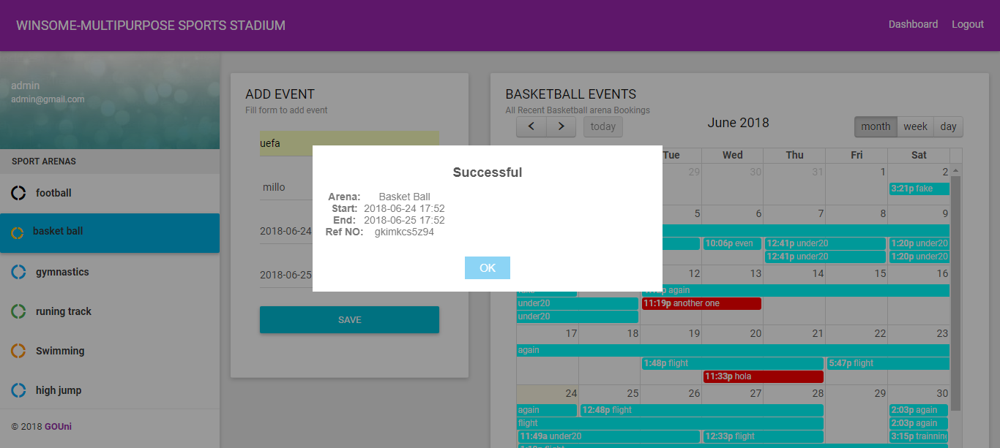 WINSOME-MULTIPURPOSE SPORTS STADIUM
Dashboard Logout
admin
admin@gmail.com
SPORT ARENAS
football
basket ball
gymnastics
runing track
Swimming
high jump
© 2018 GOUni
ADD EVENT
Fill form to add event
uefa
millo
2018-06-24
2018-06-25
SAVE
Successful
Arena: Basket Ball
Start: 2018-06-24 17:52
End: 2018-06-25 17:52
Ref NO: gkimkcs5z94
OK
BASKETBALL EVENTS
All Recent Basketball arena Bookings
today
June 2018
month week day
Tue Wed Thu Fri Sat
29 30 31 1 2
3:21p fake
5 6 7 8 9
10:06p even 12:41p under20 1:20p under20
12:41p under20 1:20p under20
12 13 14 15 16
again
under20 11:19p another one
under20
17 18 19 20 21 22 23
again
1:48p flight 5:47p flight
11:33p hola
24 25 26 27 28 29 30
again 12:48p flight 2:03p again
flight 2:03p again
11:49a under20 12:33p flight 3:15p trainning